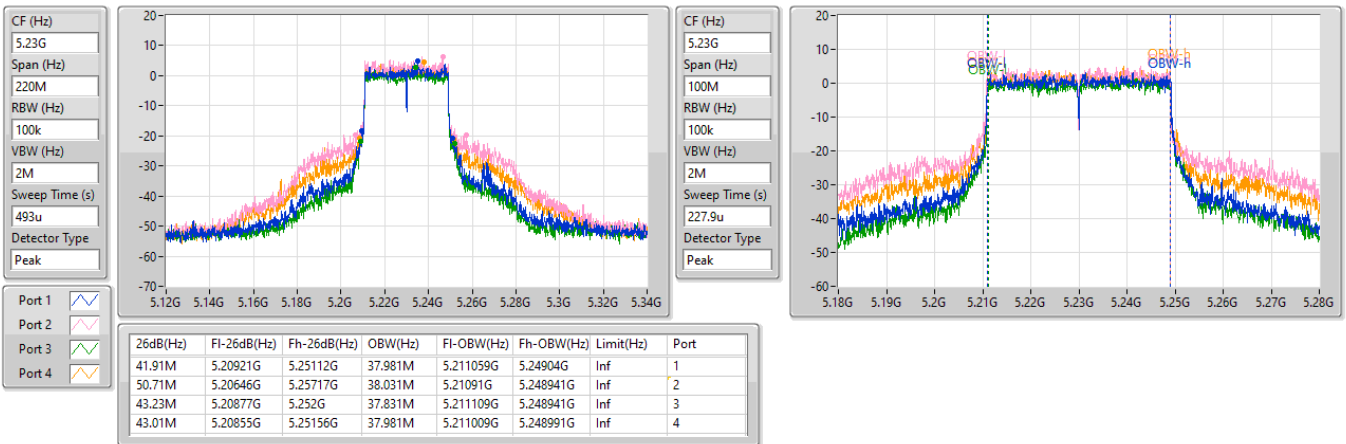 CF (Hz)
5.23G
Span (Hz)
220M
RBW (Hz)
100k
VBW (Hz)
2M
Sweep Time (s)
493u
Detector Type
Peak
20-
10-
0-
-10-
-20-
-30-
-40-
-50-
-60-
-70-
5.12G 5.14G 5.16G 5.18G 5.2G 5.22G 5.24G 5.26G 5.28G 5.3G 5.32G 5.34G
CF (Hz)
5.23G
Span (Hz)
100M
RBW (Hz)
100k
VBW (Hz)
2M
Sweep Time (s)
227.9u
Detector Type
Peak
20-
10-
0-
-10-
-20-
-30-
-40-
-50-
-60-
OBW-l
OBW-h
OBW-h
5.18G 5.19G 5.2G 5.21G 5.22G 5.23G 5.24G 5.25G 5.26G 5.27G 5.28G
Port 1
Port 2
Port 3
Port 4
26dB(Hz) Fl-26dB(Hz) Fh-26dB(Hz) OBW(Hz) Fl-OBW(Hz) Fh-OBW(Hz) Limit(Hz) Port
41.91M 5.20921G 5.25112G 37.981M 5.211059G 5.24904G Inf 1
50.71M 5.20646G 5.25717G 38.031M 5.21091G 5.248941G Inf 2
43.23M 5.20877G 5.252G 37.831M 5.211109G 5.248941G Inf 3
43.01M 5.20855G 5.25156G 37.981M 5.211009G 5.248991G Inf 4